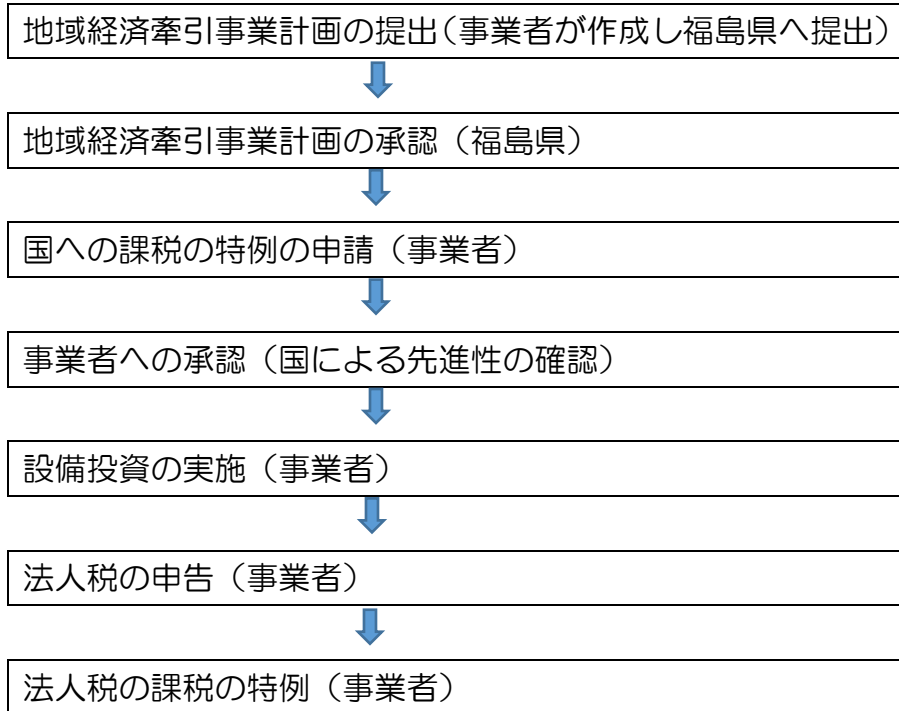 地域経済牽引事業計画の提出（事業者が作成し福島県へ提出）
地域経済牽引事業計画の承認（福島県）
国への課税の特例の申請（事業者）
事業者への承認（国による先進性の確認）
設備投資の実施（事業者）
法人税の申告（事業者）
法人税の課税の特例（事業者）